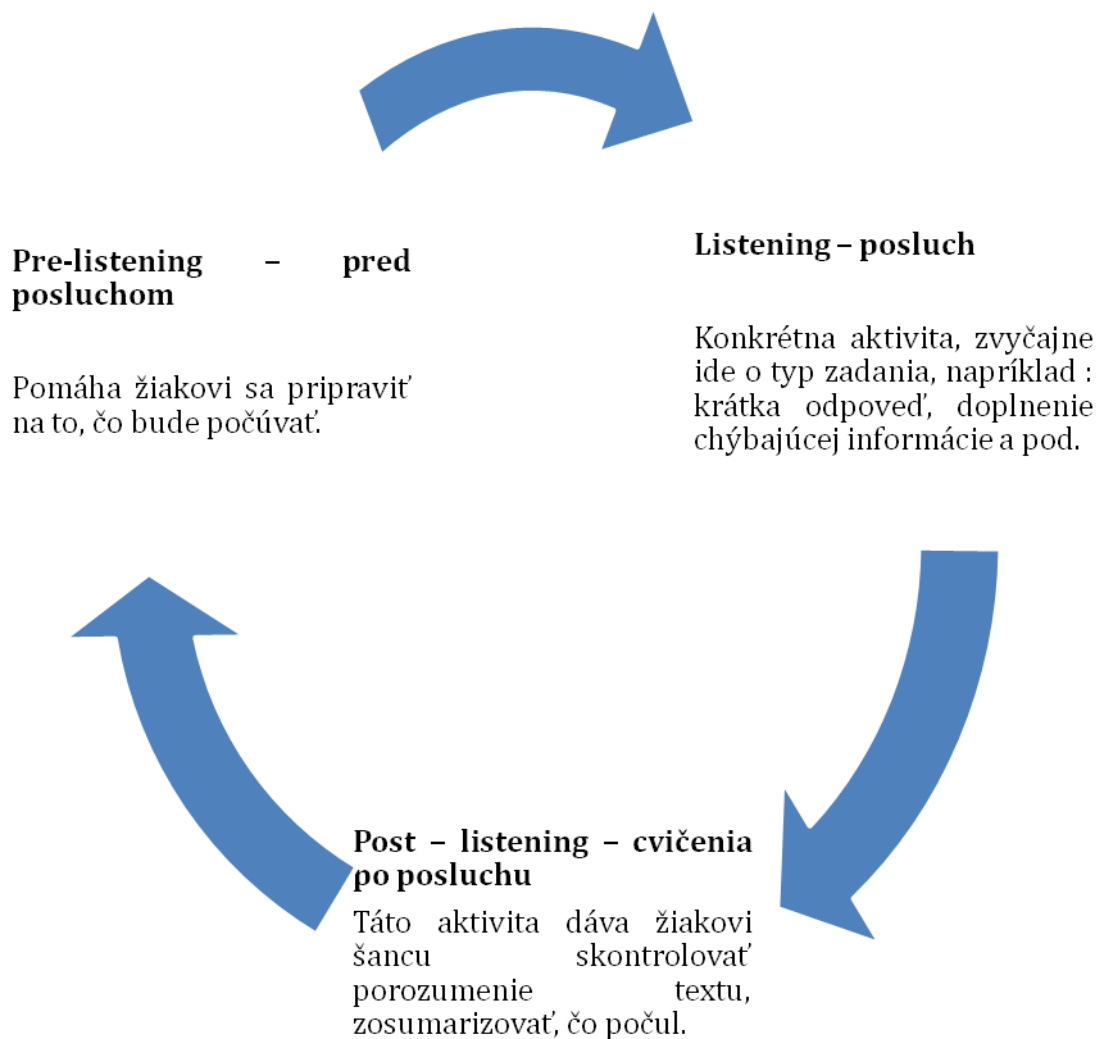 Pre-listening – pred
posluchom
Pomáha žiakovi sa pripraviť
na to, čo bude počúvať.
Listening – posluch
Konkrétna aktivita, zvyčajne
ide o typ zadania, napríklad :
krátka odpoveď, doplnenie
chýbajúcej informácie a pod.
Post – listening – cvičenia
po posluchu
Táto aktivita dáva žiakovi
šancu skontrolovať
porozumenie textu,
zosumarizovať, čo počul.